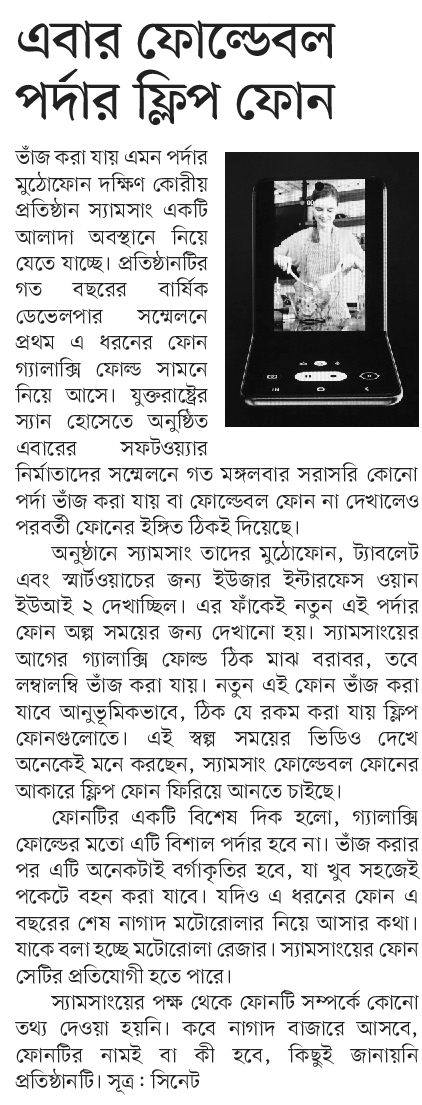 এবার ফোল্ডেবল
পর্দার ফ্লিপ ফোন
ভাঁজ করা যায় এমন পর্দার
মুঠোফোন দক্ষিণ কোরীয়
প্রতিষ্ঠান স্যামসাং একটি
আলাদা অবস্থানে নিয়ে
যেতে যাচ্ছে। প্রতিষ্ঠানটির
গত বছরের বার্ষিক
ডেভেলপার সম্মেলনে
প্রথম এ ধরনের ফোন
গ্যালাক্সি ফোল্ড সামনে
নিয়ে আসে। যুক্তরাষ্ট্রের
স্যান হোসেতে অনুষ্ঠিত
এবারের সফটওয়্যার
নির্মাতাদের সম্মেলনে গত মঙ্গলবার সরাসরি কোনো
পর্দা ভাঁজ করা যায় বা ফোল্ডেবল ফোন না দেখালেও
পরবর্তী ফোনের ইঙ্গিত ঠিকই দিয়েছে।
অনুষ্ঠানে স্যামসাং তাদের মুঠোফোন, ট্যাবলেট
এবং স্মার্টওয়াচের জন্য ইউজার ইন্টারফেস ওয়ান
ইউআই ২ দেখাচ্ছিল। এর ফাঁকেই নতুন এই পর্দার
ফোন অল্প সময়ের জন্য দেখানো হয়। স্যামসাংয়ের
আগের গ্যালাক্সি ফোল্ড ঠিক মাঝ বরাবর, তবে
লম্বালম্বি ভাঁজ করা যায়। নতুন এই ফোন ভাঁজ করা
যাবে আনুভূমিকভাবে, ঠিক যে রকম করা যায় ফ্লিপ
ফোনগুলোতে। এই স্বল্প সময়ের ভিডিও দেখে
অনেকেই মনে করছেন, স্যামসাং ফোল্ডেবল ফোনের
আকারে ফ্লিপ ফোন ফিরিয়ে আনতে চাইছে।
ফোনটির একটি বিশেষ দিক হলো, গ্যালাক্সি
ফোল্ডের মতো এটি বিশাল পর্দার হবে না। ভাঁজ করার
পর এটি অনেকটাই বর্গাকৃতির হবে, যা খুব সহজেই
পকেটে বহন করা যাবে। যদিও এ ধরনের ফোন এ
বছরের শেষ নাগাদ মটোরোলার নিয়ে আসার কথা।
যাকে বলা হচ্ছে মটোরোলা রেজার। স্যামসাংয়ের ফোন
সেটির প্রতিযোগী হতে পারে।
স্যামসাংয়ের পক্ষ থেকে ফোনটি সম্পর্কে কোনো
তথ্য দেওয়া হয়নি। কবে নাগাদ বাজারে আসবে,
ফোনটির নামই বা কী হবে, কিছুই জানায়নি
প্রতিষ্ঠানটি। সূত্র : সিনেট